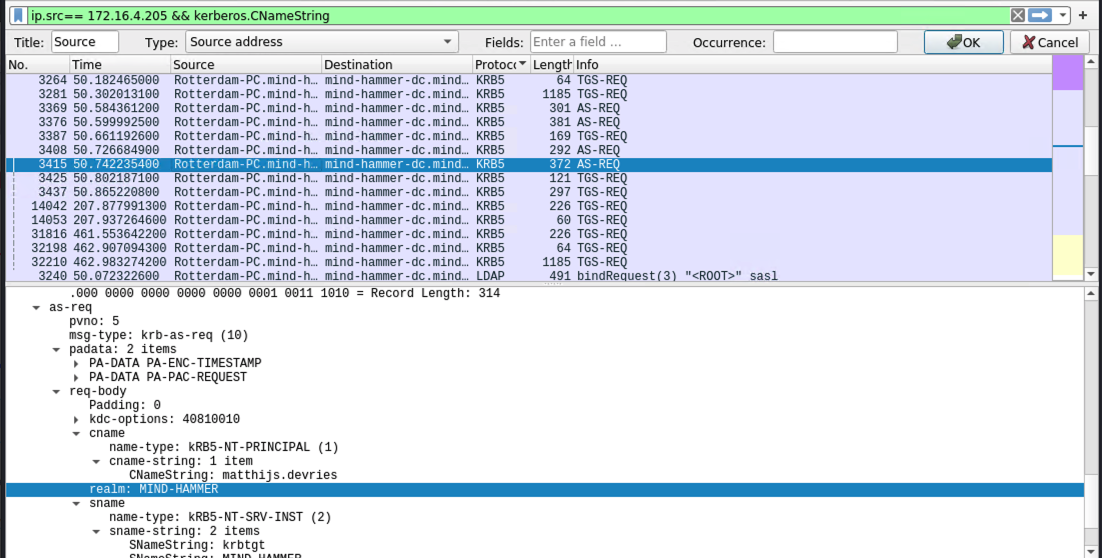 ip.src== 172.16.4.205 && kerberos.CNameString
Title: Source Type: Source address Fields: Enter a field ... Occurrence: OK Cancel
No. Time Source Destination Protocc Length Info
3264 50.182465000 Rotterdam-PC.mind-h… mind-hammer-dc.mind… KRB5 64 TGS-REQ
3281 50.302013100 Rotterdam-PC.mind-h… mind-hammer-dc.mind… KRB5 1185 TGS-REQ
3369 50.584361200 Rotterdam-PC.mind-h… mind-hammer-dc.mind… KRB5 301 AS-REQ
3376 50.599992500 Rotterdam-PC.mind-h… mind-hammer-dc.mind… KRB5 381 AS-REQ
3387 50.661192600 Rotterdam-PC.mind-h… mind-hammer-dc.mind… KRB5 169 TGS-REQ
3408 50.726684900 Rotterdam-PC.mind-h… mind-hammer-dc.mind… KRB5 292 AS-REQ
3415 50.742235400 Rotterdam-PC.mind-h… mind-hammer-dc.mind… KRB5 372 AS-REQ
3425 50.802187100 Rotterdam-PC.mind-h… mind-hammer-dc.mind… KRB5 121 TGS-REQ
3437 50.865220800 Rotterdam-PC.mind-h… mind-hammer-dc.mind… KRB5 297 TGS-REQ
14042 207.877991300 Rotterdam-PC.mind-h… mind-hammer-dc.mind… KRB5 226 TGS-REQ
14053 207.937264600 Rotterdam-PC.mind-h… mind-hammer-dc.mind… KRB5 60 TGS-REQ
31816 461.553642200 Rotterdam-PC.mind-h… mind-hammer-dc.mind… KRB5 226 TGS-REQ
32198 462.907094300 Rotterdam-PC.mind-h… mind-hammer-dc.mind… KRB5 64 TGS-REQ
32210 462.983274200 Rotterdam-PC.mind-h… mind-hammer-dc.mind… KRB5 1185 TGS-REQ
3240 50.072322600 Rotterdam-PC.mind-h… mind-hammer-dc.mind… LDAP 491 bindRequest(3) "<ROOT>" sasl
.000 0000 0000 0000 0000 0001 0011 1010 = Record Length: 314
as-req
pvno: 5
msg-type: krb-as-req (10)
padata: 2 items
PA-DATA PA-ENC-TIMESTAMP
PA-DATA PA-PAC-REQUEST
req-body
Padding: 0
kdc-options: 40810010
cname
name-type: kRB5-NT-PRINCIPAL (1)
cname-string: 1 item
CNameString: matthijs.devries
realm: MIND-HAMMER
sname
name-type: kRB5-NT-SRV-INST (2)
sname-string: 2 items
SNameString: krbtgt
SNameString: MIND-HAMMER